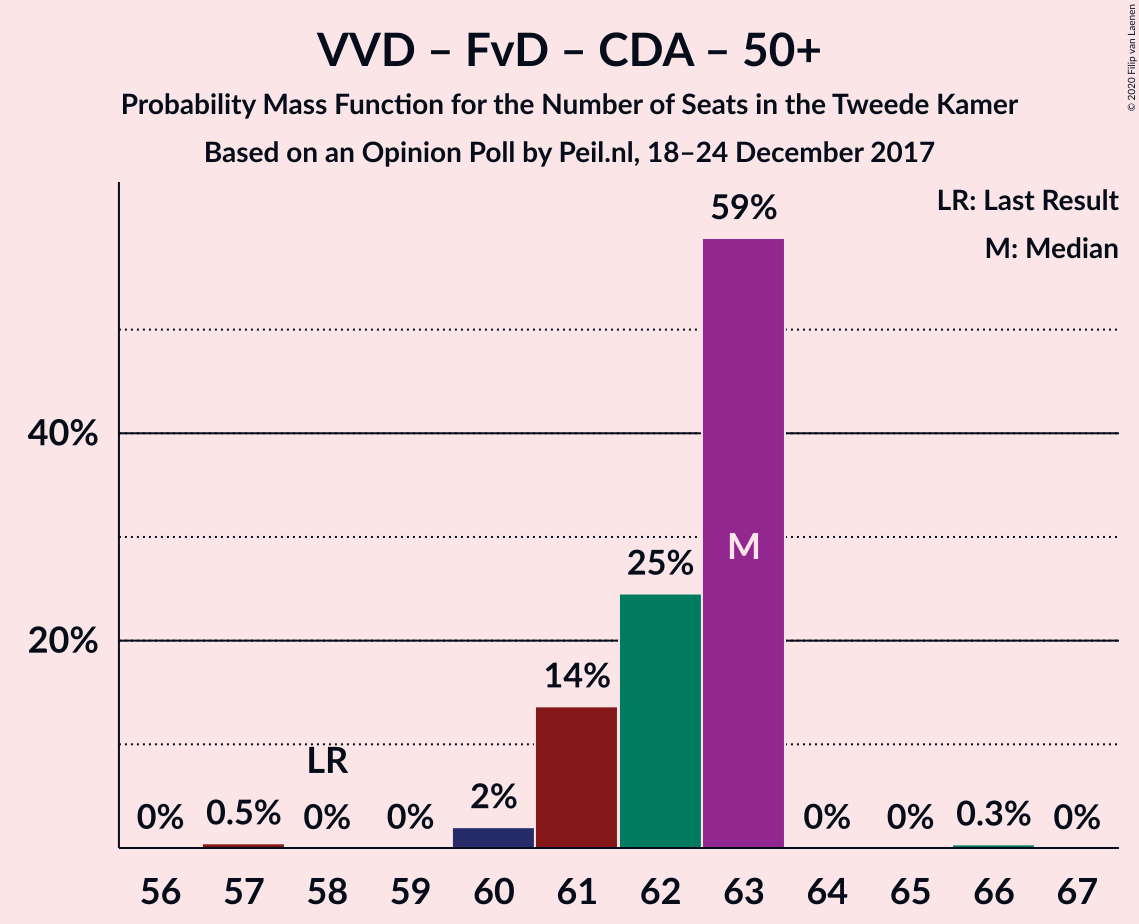 VVD – FvD – CDA – 50+
Probability Mass Function for the Number of Seats in the Tweede Kamer
Based on an Opinion Poll by Peil.nl, 18–24 December 2017
© 2020 Filip van Laenen
LR: Last Result
M: Median
59%
40%
M
25%
20%
14%
LR
0% 0.5% 0% 0% 2% 0% 0% 0.3% 0%
56 57 58 59 60 61 62 63 64 65 66 67